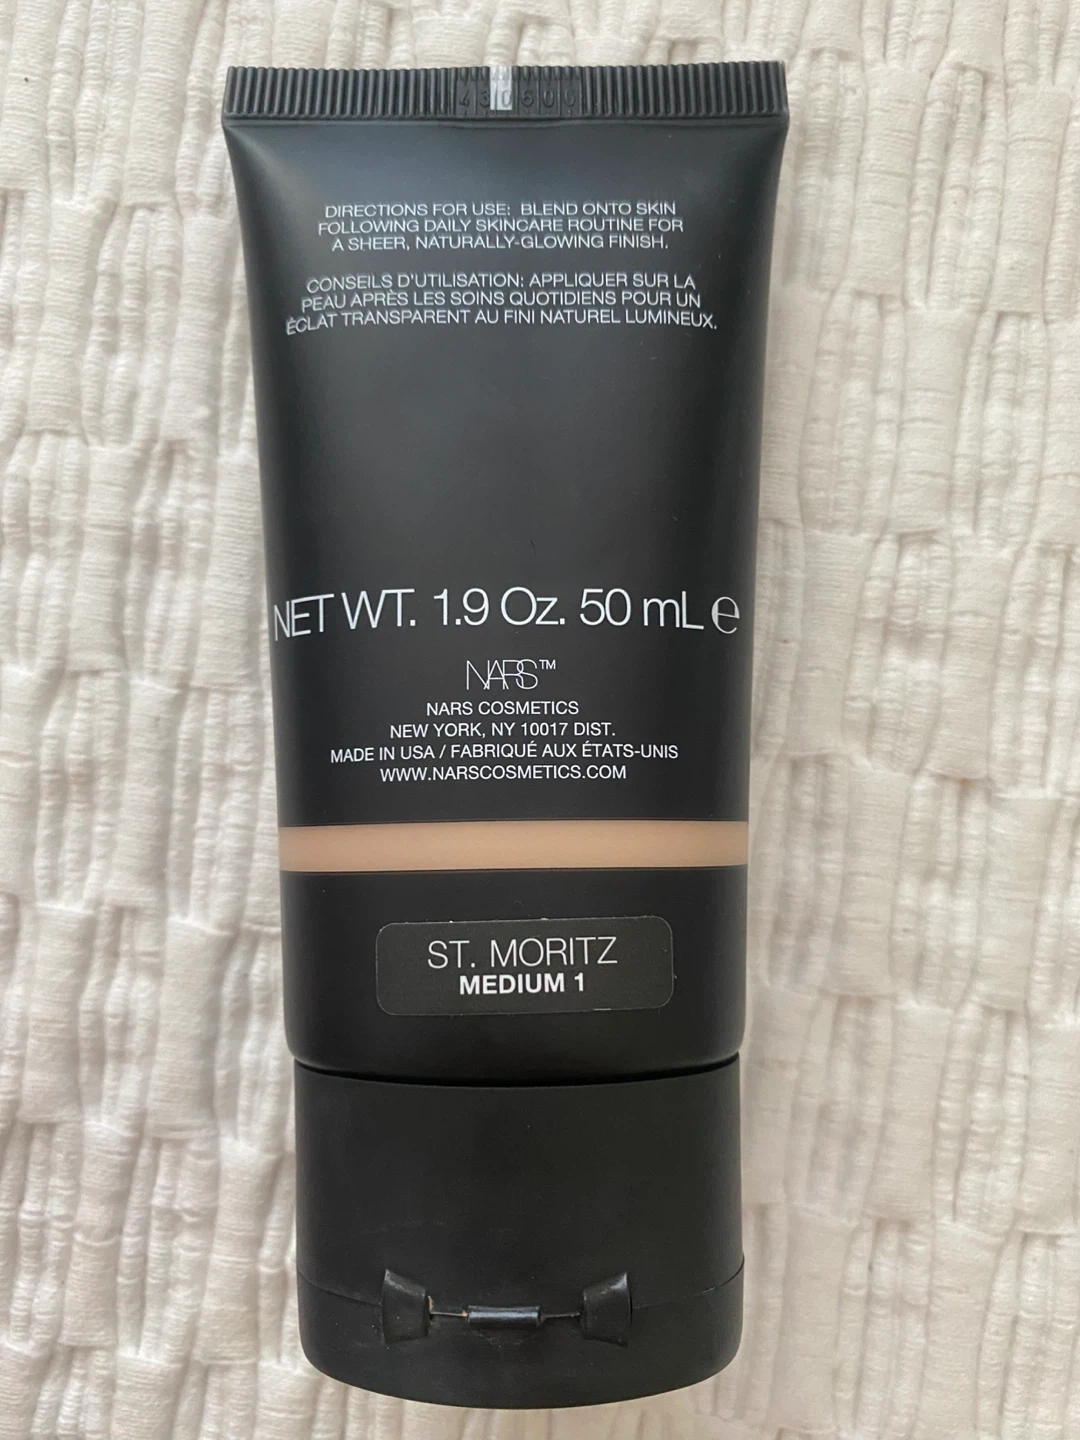 DIRECTIONS FOR USE: BLEND ONTO SKIN
FOLLOWING DAILY SKINCARE ROUTINE FOR
A SHEER, NATURALLY-GLOWING FINISH.
CONSEILS D'UTILISATION: APPLIQUER SUR LA
PEAU APRÈS LES SOINS QUOTIDIENS POUR UN
ÉCLAT TRANSPARENT AU FINI NATUREL LUMINEUX.
NET WT. 1.9 Oz. 50 mL ℮
NARS™
NARS COSMETICS
NEW YORK, NY 10017 DIST.
MADE IN USA / FABRIQUÉ AUX ÉTATS-UNIS
WWW.NARSCOSMETICS.COM
ST. MORITZ
MEDIUM 1